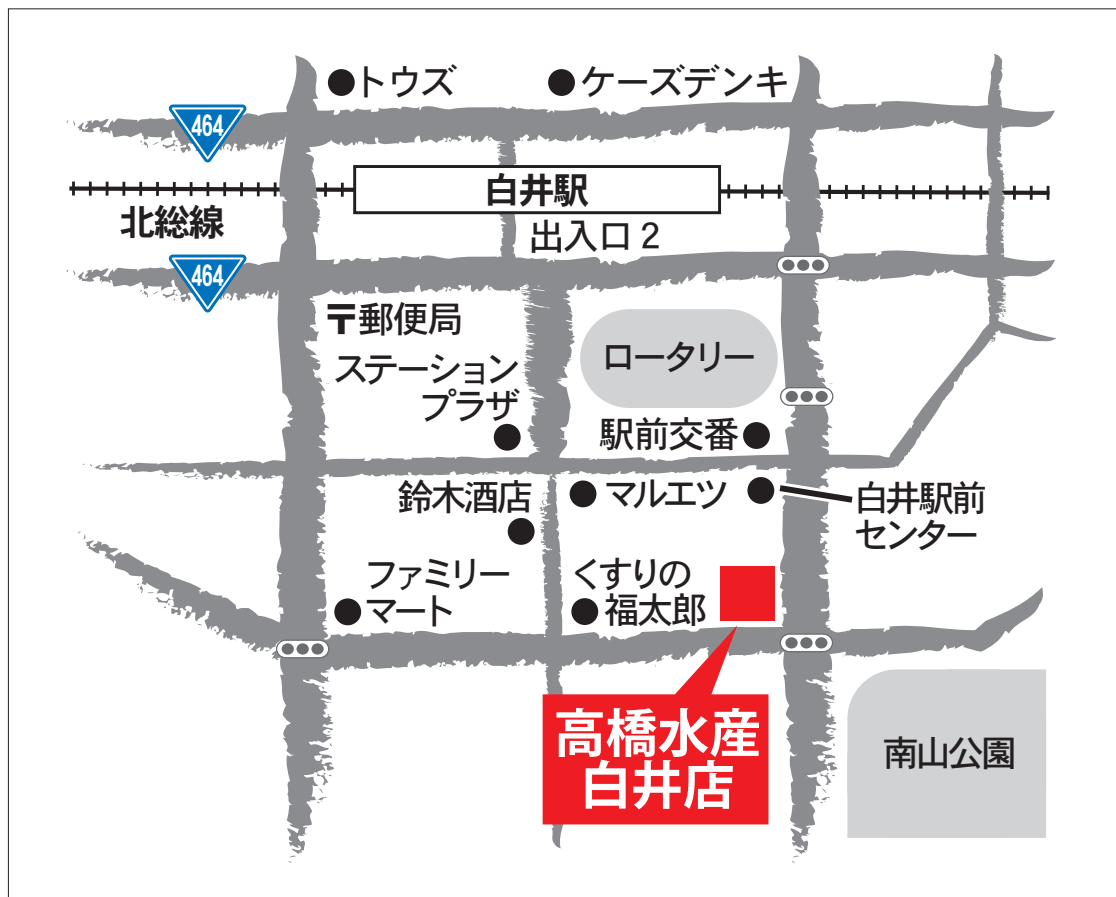 トウズ
ケーズデンキ
464
白井駅
北総線
出入口 2
464
〒郵便局
ステーション
プラザ
ロータリー
駅前交番
鈴木酒店
マルエツ
白井駅前
センター
ファミリー
マート
くすりの
福太郎
高橋水産
白井店
南山公園